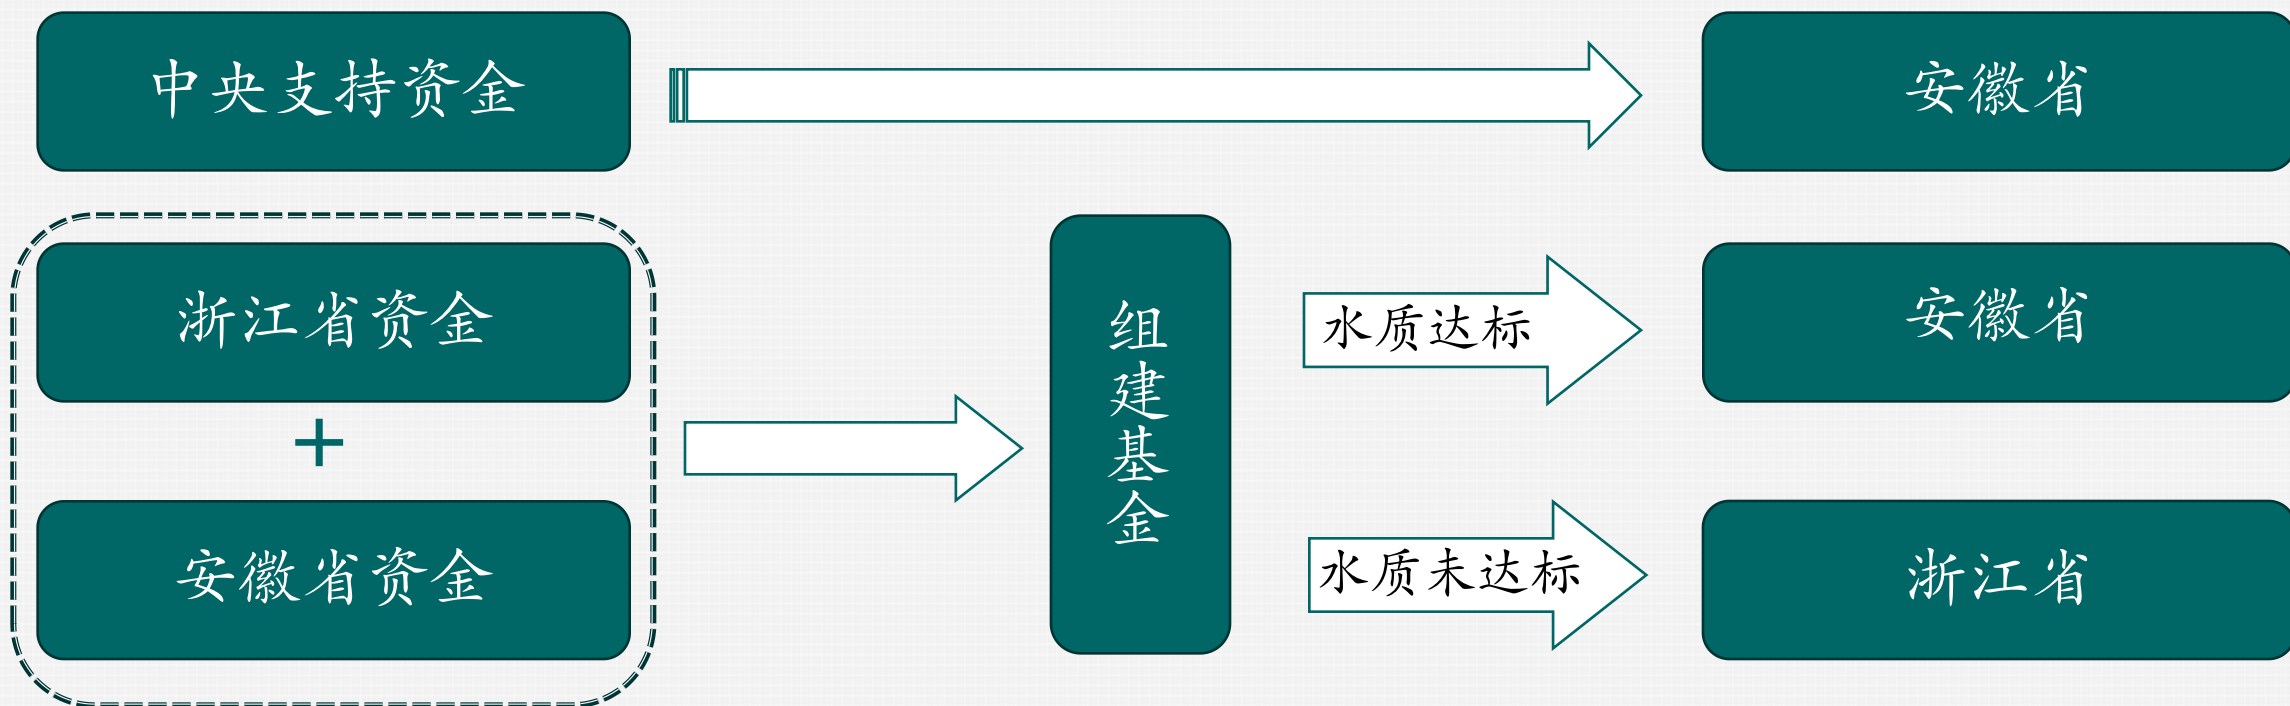 中央支持资金
安徽省
浙江省资金
+
安徽省资金
组建基金
水质达标
安徽省
水质未达标
浙江省